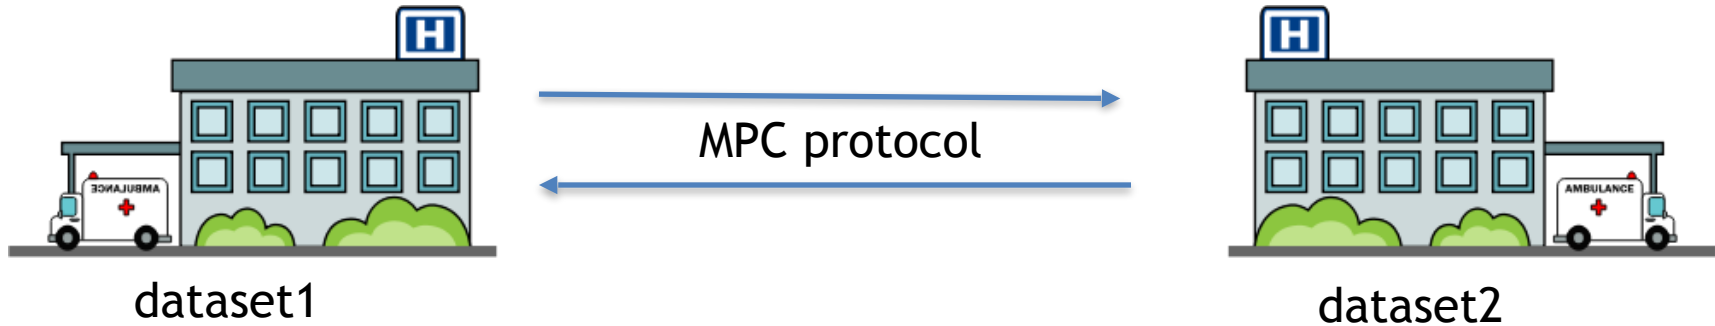 H
H
MPC protocol
AMBULANCE
AMBULANCE
dataset1
dataset2